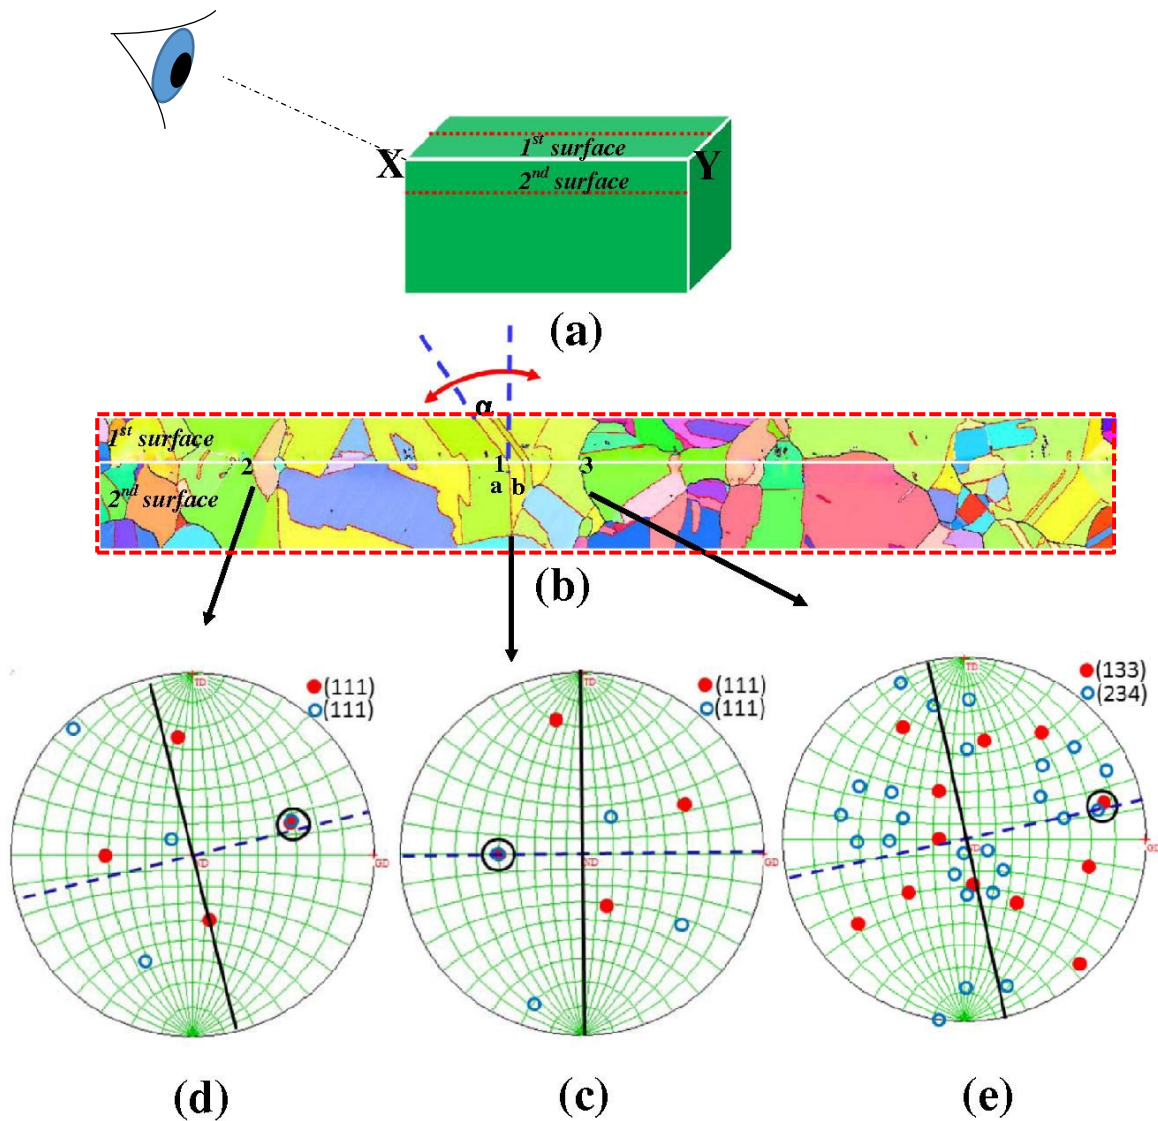 X
1st surface
Y
2nd surface
(a)
α
1st surface
2
1
3
2nd surface
a
b
(b)
TD
(111)
(111)
GD
TD
(111)
(111)
ND
GD
TD
(133)
(234)
GD
(d)
(c)
(e)